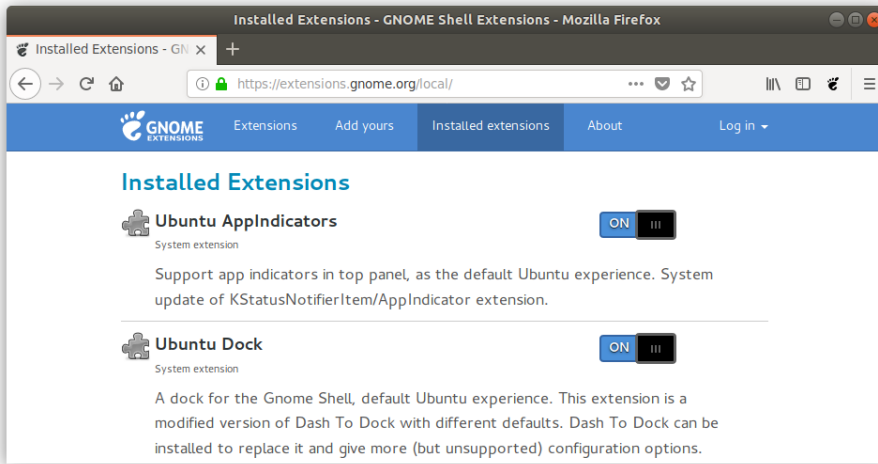 Installed Extensions - GNOME Shell Extensions - Mozilla Firefox
Installed Extensions - GN
https://extensions.gnome.org/local/
GNOME EXTENSIONS Extensions Add yours Installed extensions About Log in
Installed Extensions
Ubuntu AppIndicators ON
System extension
Support app indicators in top panel, as the default Ubuntu experience. System
update of KStatusNotifierItem/AppIndicator extension.
Ubuntu Dock ON
System extension
A dock for the Gnome Shell, default Ubuntu experience. This extension is a
modified version of Dash To Dock with different defaults. Dash To Dock can be
installed to replace it and give more (but unsupported) configuration options.